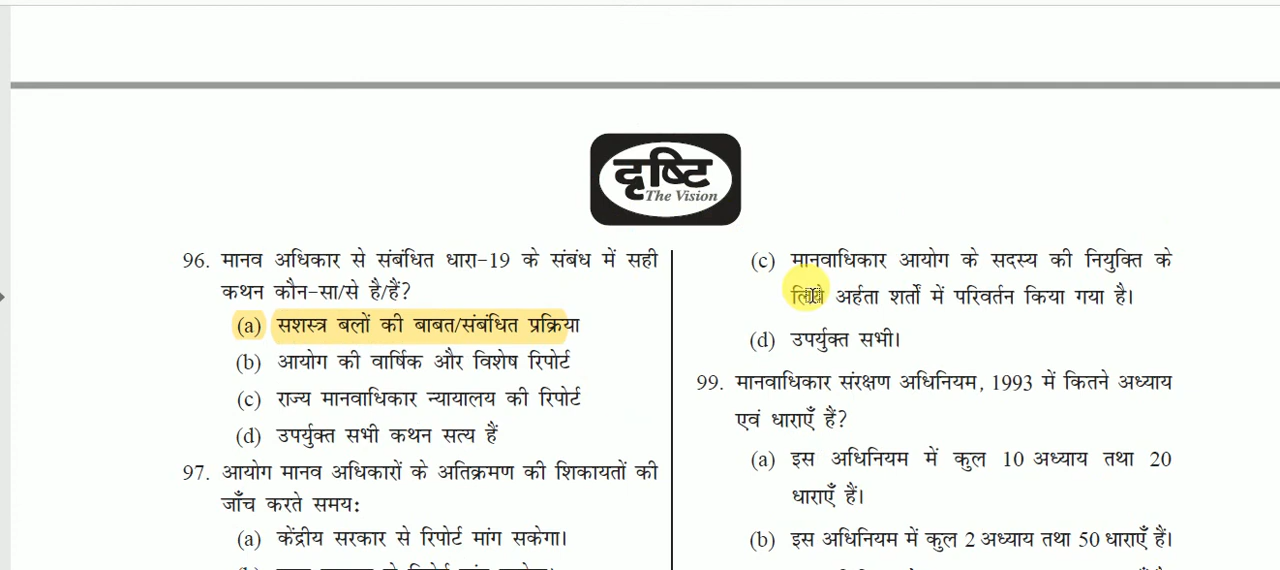 दृष्टि
The Vision
96. मानव अधिकार से संबंधित धारा-19 के संबंध में सही
कथन कौन-सा/से है/हैं?
(a) सशस्त्र बलों की बाबत/संबंधित प्रक्रिया
(b) आयोग की वार्षिक और विशेष रिपोर्ट
(c) राज्य मानवाधिकार न्यायालय की रिपोर्ट
(d) उपर्युक्त सभी कथन सत्य हैं
97. आयोग मानव अधिकारों के अतिक्रमण की शिकायतों की
जाँच करते समय:
(a) केंद्रीय सरकार से रिपोर्ट मांग सकेगा।
(c) मानवाधिकार आयोग के सदस्य की नियुक्ति के
लिये अर्हता शर्तों में परिवर्तन किया गया है।
(d) उपर्युक्त सभी।
99. मानवाधिकार संरक्षण अधिनियम, 1993 में कितने अध्याय
एवं धाराएँ हैं?
(a) इस अधिनियम में कुल 10 अध्याय तथा 20
धाराएँ हैं।
(b) इस अधिनियम में कुल 2 अध्याय तथा 50 धाराएँ हैं।